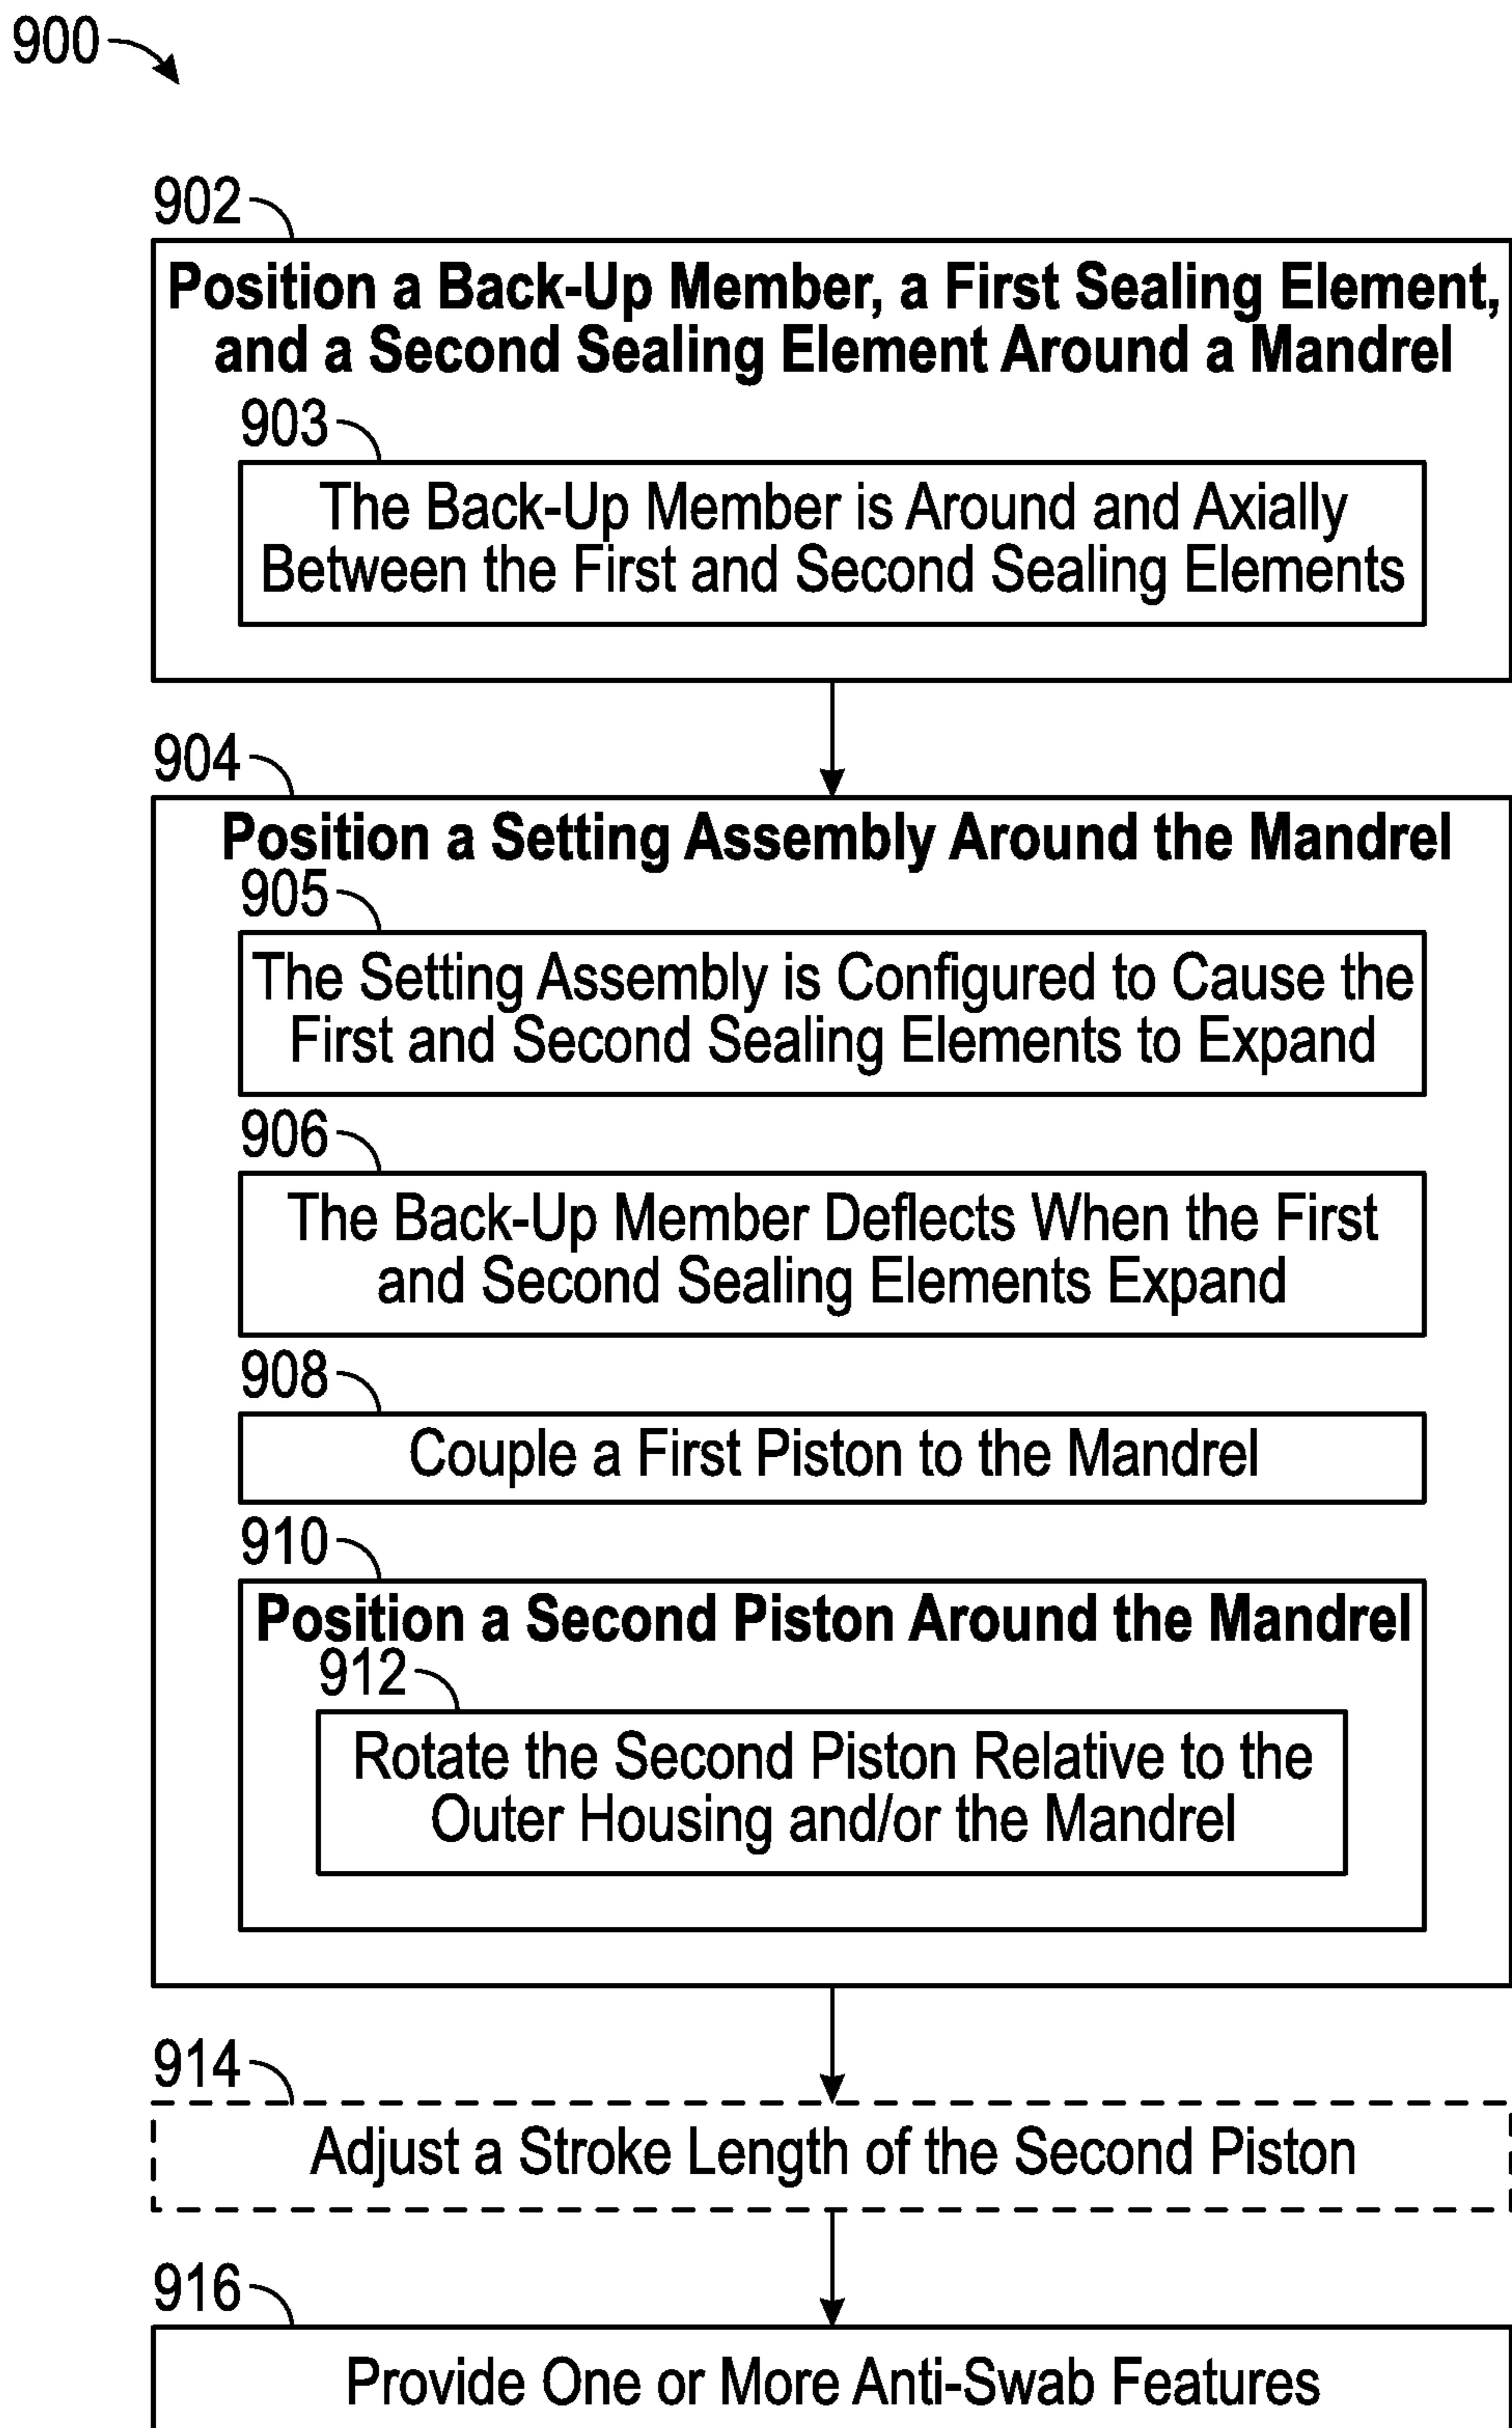 900
902
Position a Back-Up Member, a First Sealing Element,
and a Second Sealing Element Around a Mandrel
903
The Back-Up Member is Around and Axially
Between the First and Second Sealing Elements
904
Position a Setting Assembly Around the Mandrel
905
The Setting Assembly is Configured to Cause the
First and Second Sealing Elements to Expand
906
The Back-Up Member Deflects When the First
and Second Sealing Elements Expand
908
Couple a First Piston to the Mandrel
910
Position a Second Piston Around the Mandrel
912
Rotate the Second Piston Relative to the
Outer Housing and/or the Mandrel
914
Adjust a Stroke Length of the Second Piston
916
Provide One or More Anti-Swab Features